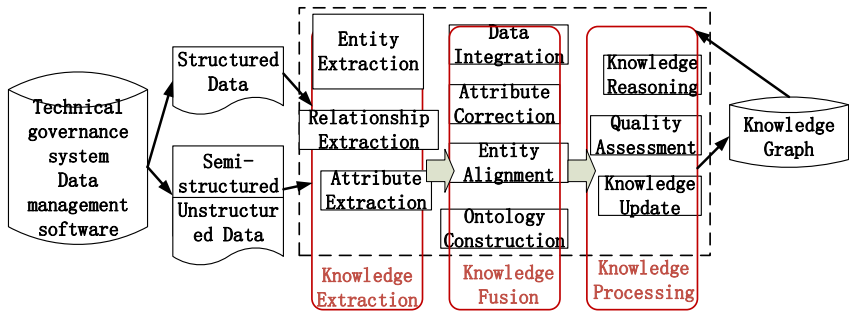 Technical
governance
system
Data
management
software
Structured
Data
Semi-
structured
Unstructur
ed Data
Entity
Extraction
Relationship
Extraction
Attribute
Extraction
Knowledge
Extraction
Data
Integration
Attribute
Correction
Entity
Alignment
Ontology
Construction
Knowledge
Fusion
Knowledge
Reasoning
Quality
Assessment
Knowledge
Update
Knowledge
Processing
Knowledge
Graph